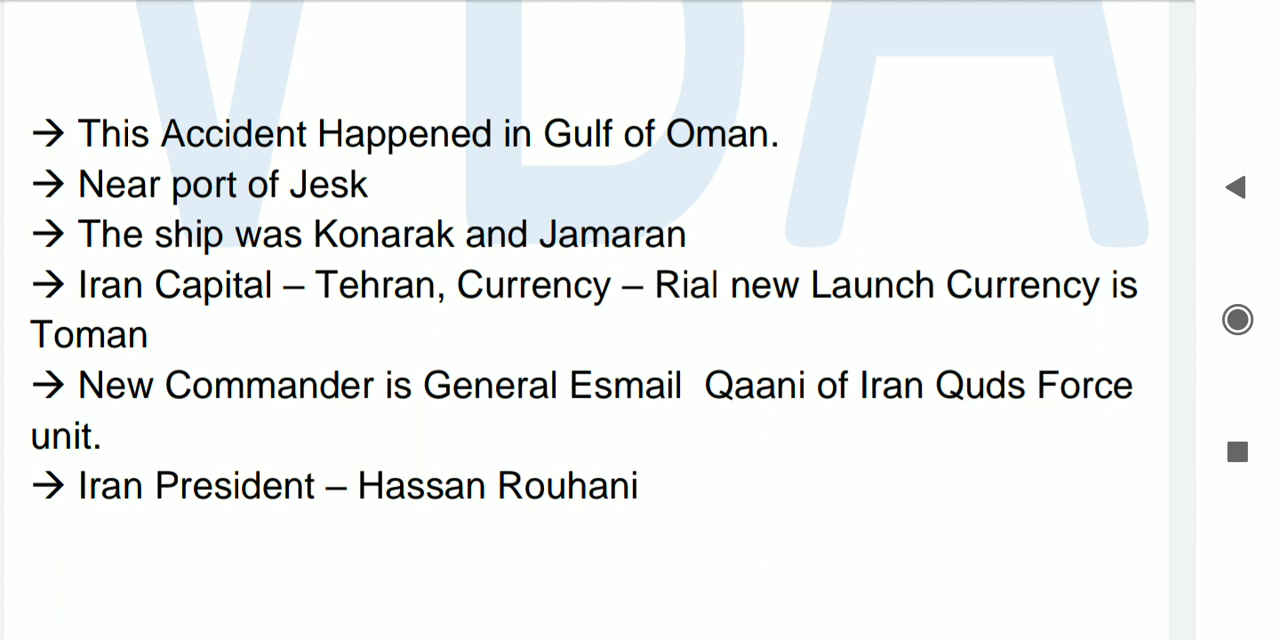 → This Accident Happened in Gulf of Oman.
→ Near port of Jesk
→ The ship was Konarak and Jamaran
→ Iran Capital – Tehran, Currency – Rial new Launch Currency is
Toman
→ New Commander is General Esmail  Qaani of Iran Quds Force
unit.
→ Iran President – Hassan Rouhani